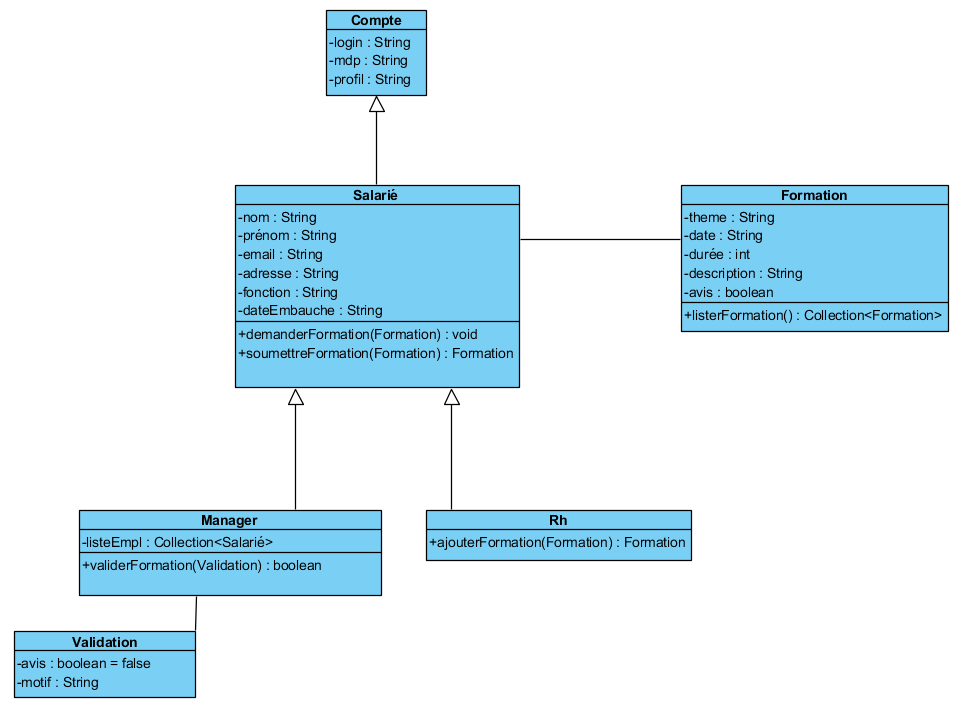 Compte
-login : String
-mdp : String
-profil : String
Salarié
-nom : String
-prénom : String
-email : String
-adresse : String
-fonction : String
-dateEmbauche : String
+demanderFormation(Formation) : void
+soumettreFormation(Formation) : Formation
Formation
-theme : String
-date : String
-durée : int
-description : String
-avis : boolean
+listerFormation() : Collection<Formation>
Manager
-listeEmpl : Collection<Salarié>
+validerFormation(Validation) : boolean
Rh
+ajouterFormation(Formation) : Formation
Validation
-avis : boolean = false
-motif : String